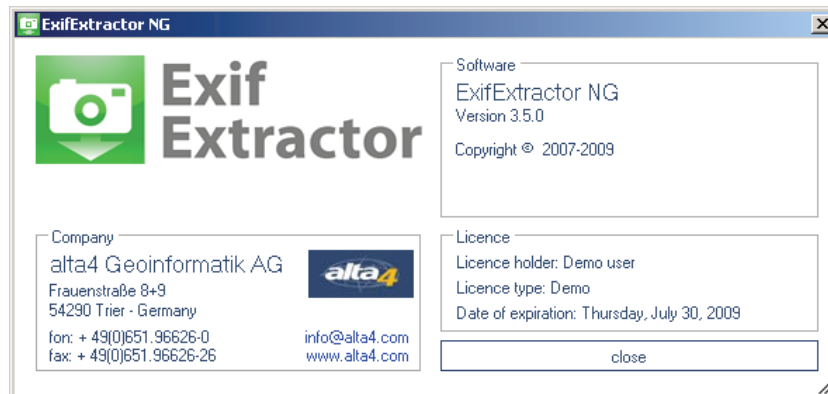 ExifExtractor NG
Exif
Extractor
Software
ExifExtractor NG
Version 3.5.0
Copyright © 2007-2009
Company
alta4 Geoinformatik AG
alta4
Frauenstraße 8+9
54290 Trier - Germany
fon: + 49(0)651.96626-0
info@alta4.com
fax: + 49(0)651.96626-26
www.alta4.com
Licence
Licence holder: Demo user
Licence type: Demo
Date of expiration: Thursday, July 30, 2009
close